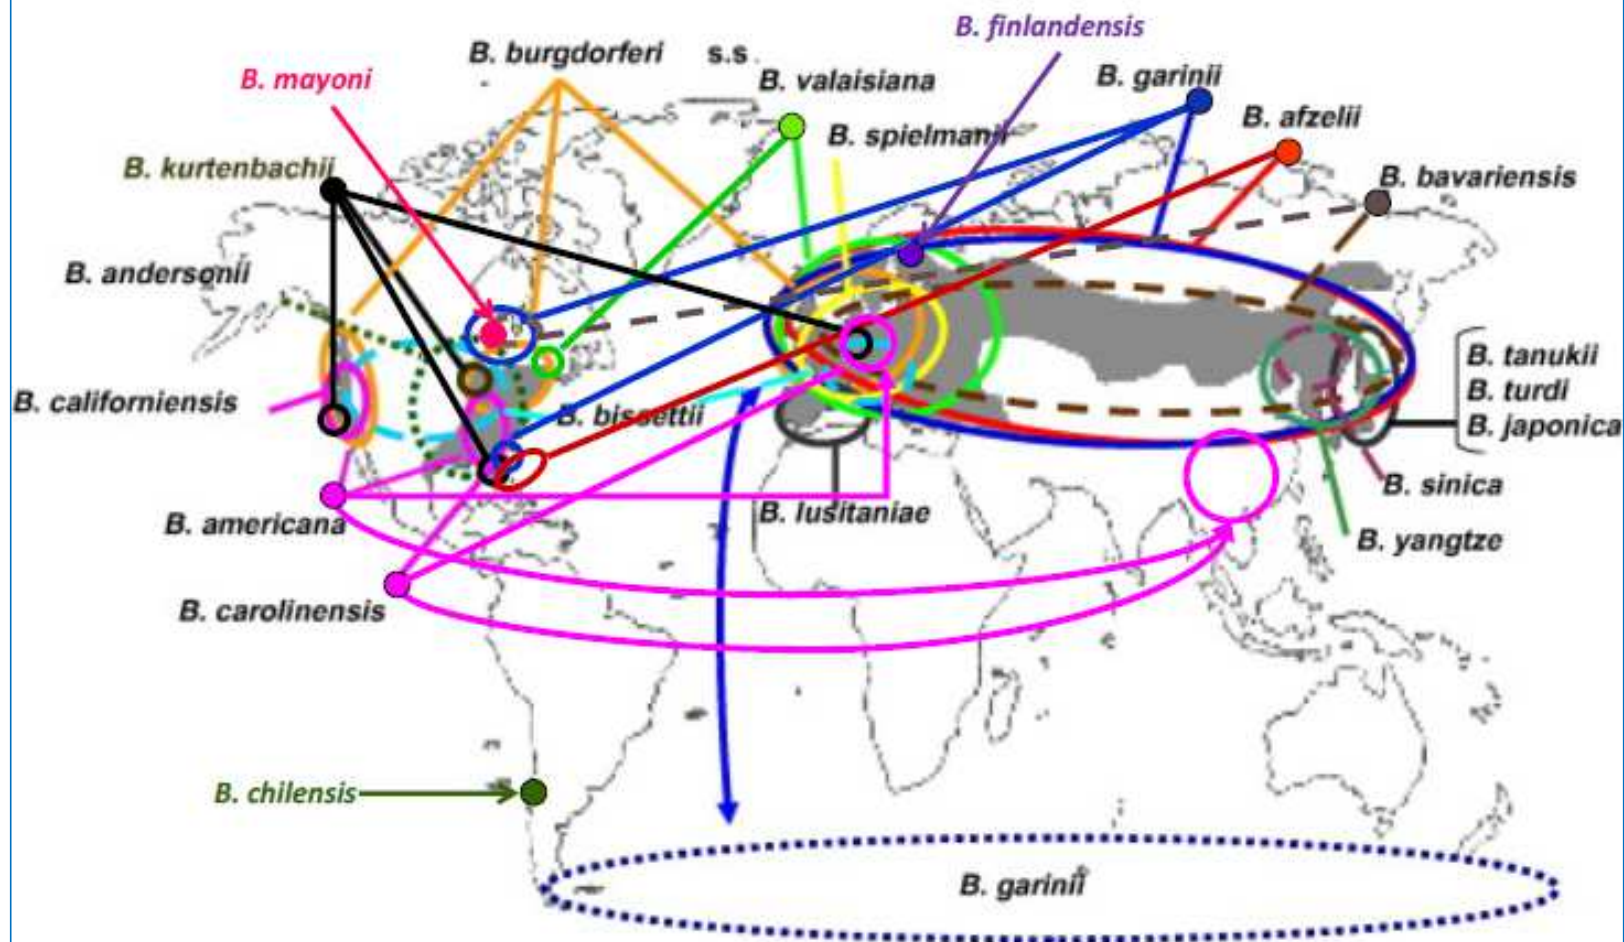 B. finlandensis
B. burgdorferi s.s.
B. mayoni
B. valaisiana
B. garinii
B. spielmanii
B. afzelii
B. kurtenbachii
B. bavariensis
B. andersonii
B. tanukii
B. turdi
B. japonica
B. californiensis
B. bissettii
B. sinica
B. americana
B. lusitaniae
B. yangtze
B. carolinensis
B. chilensis
B. garinii